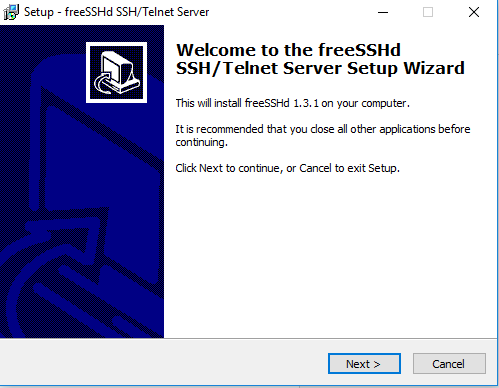 Setup - freeSSHd SSH/Telnet Server
Welcome to the freeSSHd
SSH/Telnet Server Setup Wizard
This will install freeSSHd 1.3.1 on your computer.
It is recommended that you close all other applications before
continuing.
Click Next to continue, or Cancel to exit Setup.
Next >
Cancel